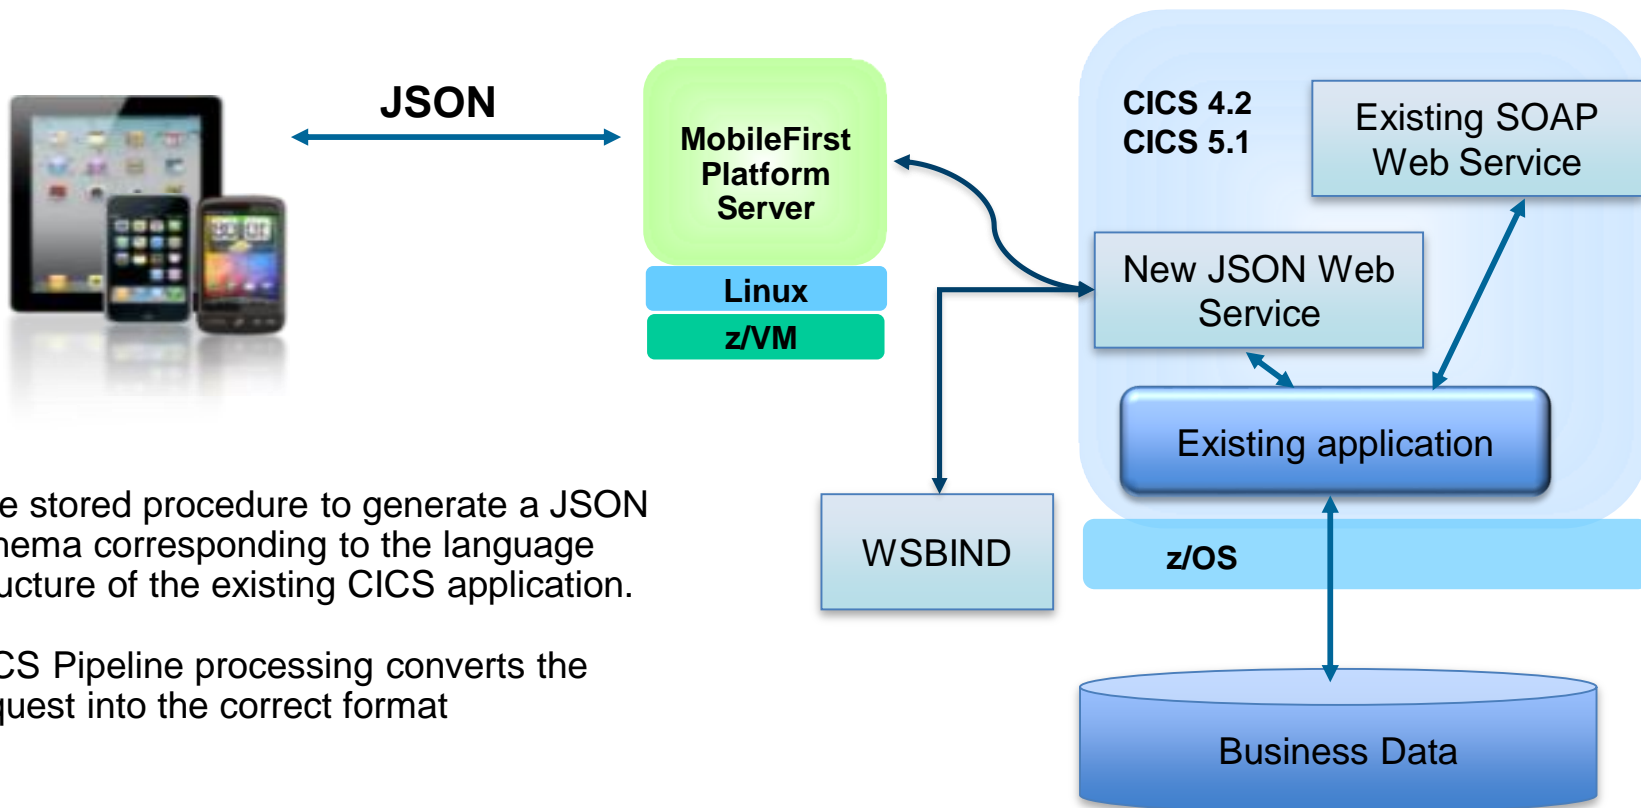 JSON
MobileFirst
Platform
Server
Linux
z/VM
CICS 4.2
CICS 5.1
Existing SOAP
Web Service
New JSON Web
Service
Existing application
WSBIND
z/OS
Business Data
e stored procedure to generate a JSON
nema corresponding to the language
ucture of the existing CICS application.
CS Pipeline processing converts the
quest into the correct format